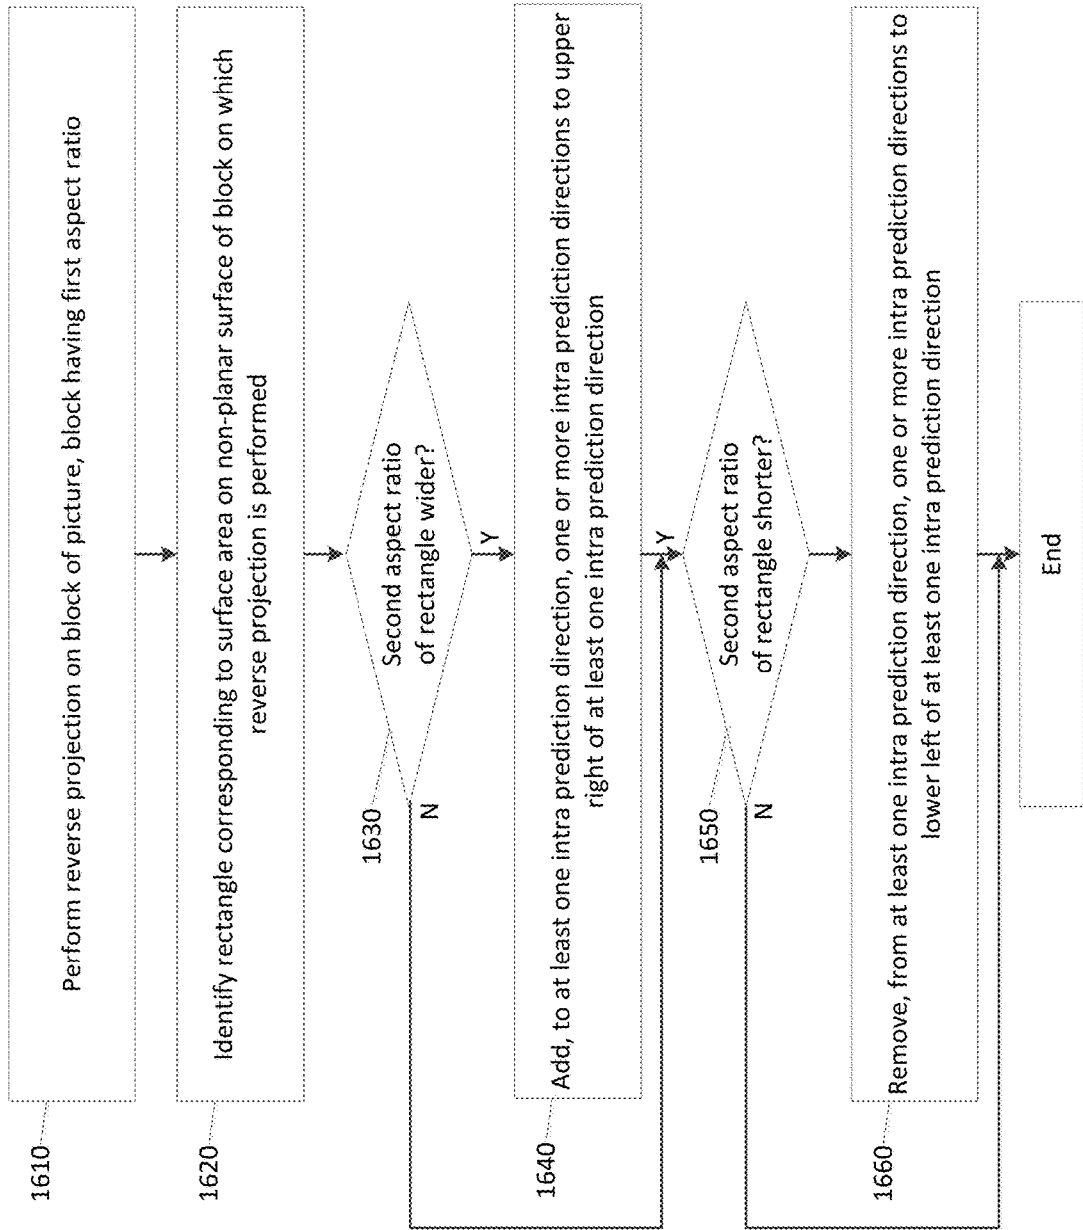 1610
Perform reverse projection on block of picture, block having first aspect ratio
1620
Identify rectangle corresponding to surface area on non-planar surface of block on which
reverse projection is performed
1630
Second aspect ratio
of rectangle wider?
N
Y
1640
Add, to at least one intra prediction direction, one or more intra prediction directions to upper
right of at least one intra prediction direction
Y
1650
Second aspect ratio
of rectangle shorter?
N
1660
Remove, from at least one intra prediction direction, one or more intra prediction directions to
lower left of at least one intra prediction direction
End